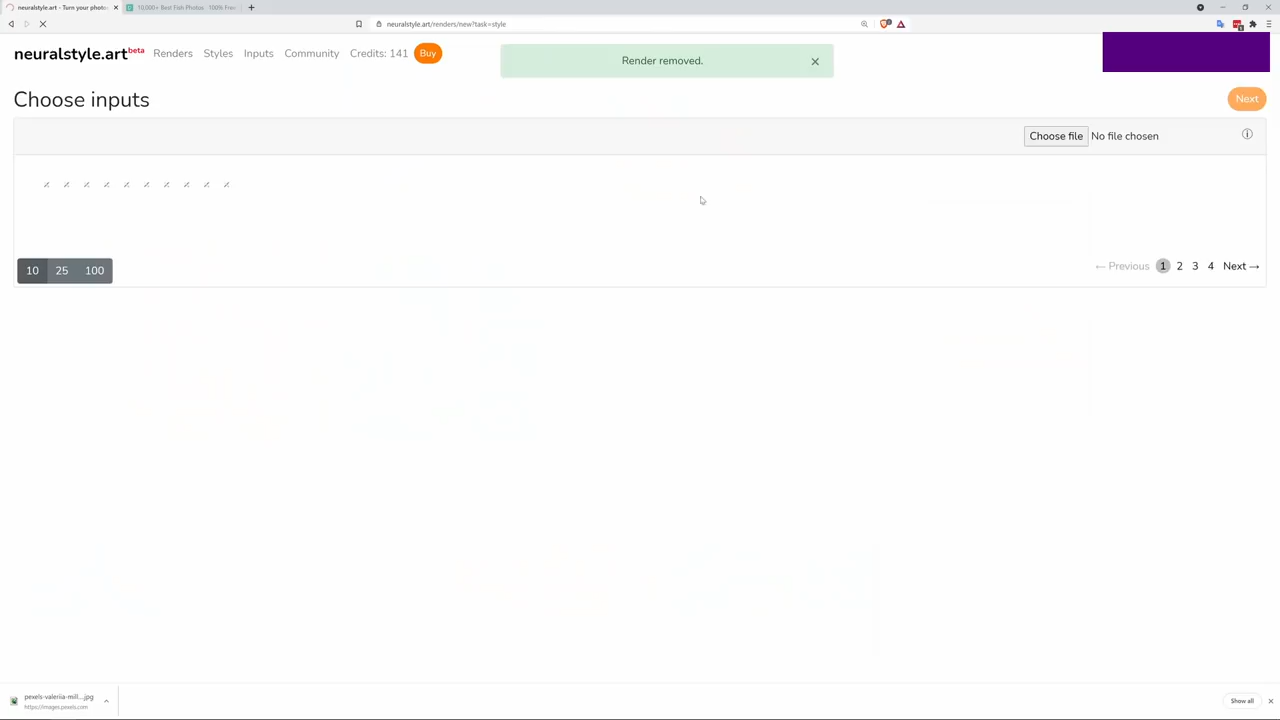 neuralstyle.art - Turn your photos
10,000+ Best Fish Photos · 100% Free
neuralstyle.art/renders/new?task=style
neuralstyle.art beta
Renders
Styles
Inputs
Community
Credits: 141
Buy
Render removed.
Choose inputs
Next
Choose file
No file chosen
10
25
100
← Previous
1
2
3
4
Next →
pexels-valeriia-mill....jpg
https://images.pexels.com
Show all